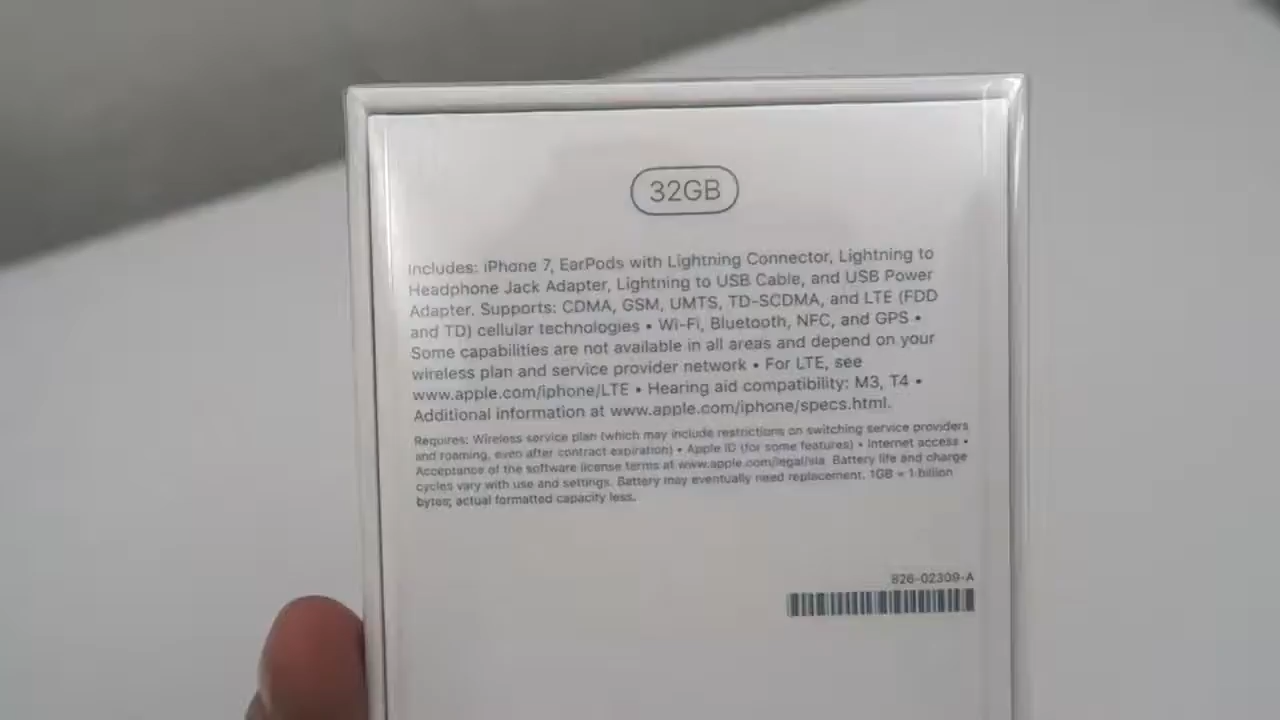 32GB
Includes: iPhone 7, EarPods with Lightning Connector, Lightning to
Headphone Jack Adapter, Lightning to USB Cable, and USB Power
Adapter. Supports: CDMA, GSM, UMTS, TD-SCDMA, and LTE (FDD
and TD) cellular technologies • Wi-Fi, Bluetooth, NFC, and GPS •
Some capabilities are not available in all areas and depend on your
wireless plan and service provider network • For LTE, see
www.apple.com/iphone/LTE • Hearing aid compatibility: M3, T4 •
Additional information at www.apple.com/iphone/specs.html.
Requires: Wireless service plan (which may include restrictions on switching service providers
and roaming, even after contract expiration) • Apple ID (for some features) • Internet access •
Acceptance of the software license terms at www.apple.com/legal/sla. Battery life and charge
cycles vary with use and settings. Battery may eventually need replacement. 1GB = 1 billion
bytes; actual formatted capacity less.
826-02309-A